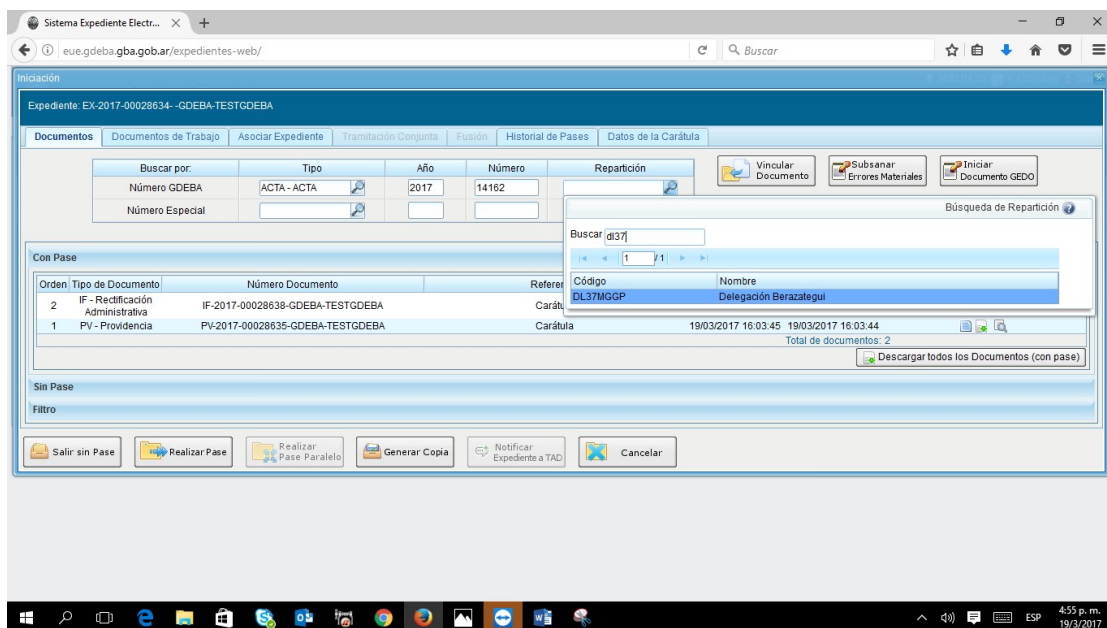 Sistema Expediente Electr...
eue.gdeba.gba.gob.ar/expedientes-web/
Buscar
Iniciación
Expediente: EX-2017-00028634- -GDEBA-TESTGDEBA
Documentos Documentos de Trabajo Asociar Expediente Tramitación Conjunta Fusión Historial de Pases Datos de la Carátula
Buscar por: Tipo Año Número Repartición
Número GDEBA ACTA - ACTA 2017 14162
Número Especial
Vincular Documento
Subsanar Errores Materiales
Iniciar Documento GEDO
Búsqueda de Repartición
Buscar dl37
1 / 1
Código Nombre
DL37MGGP Delegación Berazategui
Con Pase
Orden Tipo de Documento Número Documento Referen
2 IF - Rectificación Administrativa IF-2017-00028638-GDEBA-TESTGDEBA Carátu
1 PV - Providencia PV-2017-00028635-GDEBA-TESTGDEBA Carátula 19/03/2017 16:03:45 19/03/2017 16:03:44
Total de documentos: 2
Descargar todos los Documentos (con pase)
Sin Pase
Filtro
Salir sin Pase Realizar Pase Realizar Pase Paralelo Generar Copia Notificar Expediente a TAD Cancelar
ESP
4:55 p. m.
19/3/2017